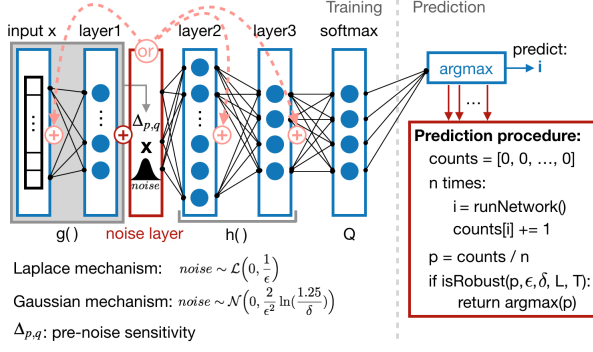 Training
Prediction
input x
layer1
or
layer2
layer3
softmax
Δp,q
x
noise
argmax
predict:
i
...
g( )
noise layer
h( )
Q
Prediction procedure:
counts = [0, 0, ..., 0]
n times:
i = runNetwork()
counts[i] += 1
p = counts / n
if isRobust(p, ϵ, δ, L, T):
return argmax(p)
Laplace mechanism: noise ∼ L(0, 1/ϵ)
Gaussian mechanism: noise ∼ N(0, 2/ϵ² ln(1.25/δ))
Δp,q: pre-noise sensitivity